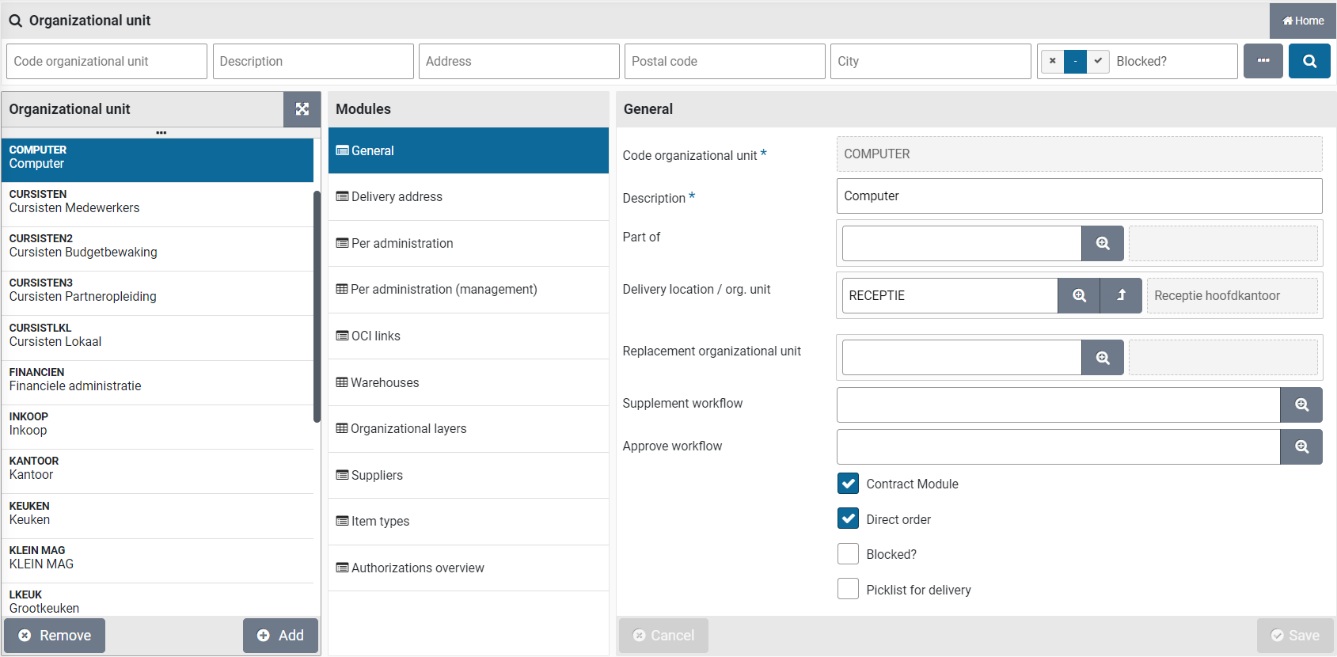 Organizational unit
Home
Code organizational unit
Description
Address
Postal code
City
-
Blocked?
Organizational unit
COMPUTER
Computer
CURSISTEN
Cursisten Medewerkers
CURSISTEN2
Cursisten Budgetbewaking
CURSISTEN3
Cursisten Partneropleiding
CURSISTLKL
Cursisten Lokaal
FINANCIEN
Financiele administratie
INKOOP
Inkoop
KANTOOR
Kantoor
KEUKEN
Keuken
KLEIN MAG
KLEIN MAG
LKEUK
Grootkeuken
Remove
Add
Modules
General
Delivery address
Per administration
Per administration (management)
OCI links
Warehouses
Organizational layers
Suppliers
Item types
Authorizations overview
General
Code organizational unit *
COMPUTER
Description *
Computer
Part of
Delivery location / org. unit
RECEPTIE
Receptie hoofdkantoor
Replacement organizational unit
Supplement workflow
Approve workflow
Contract Module
Direct order
Blocked?
Picklist for delivery
Cancel
Save